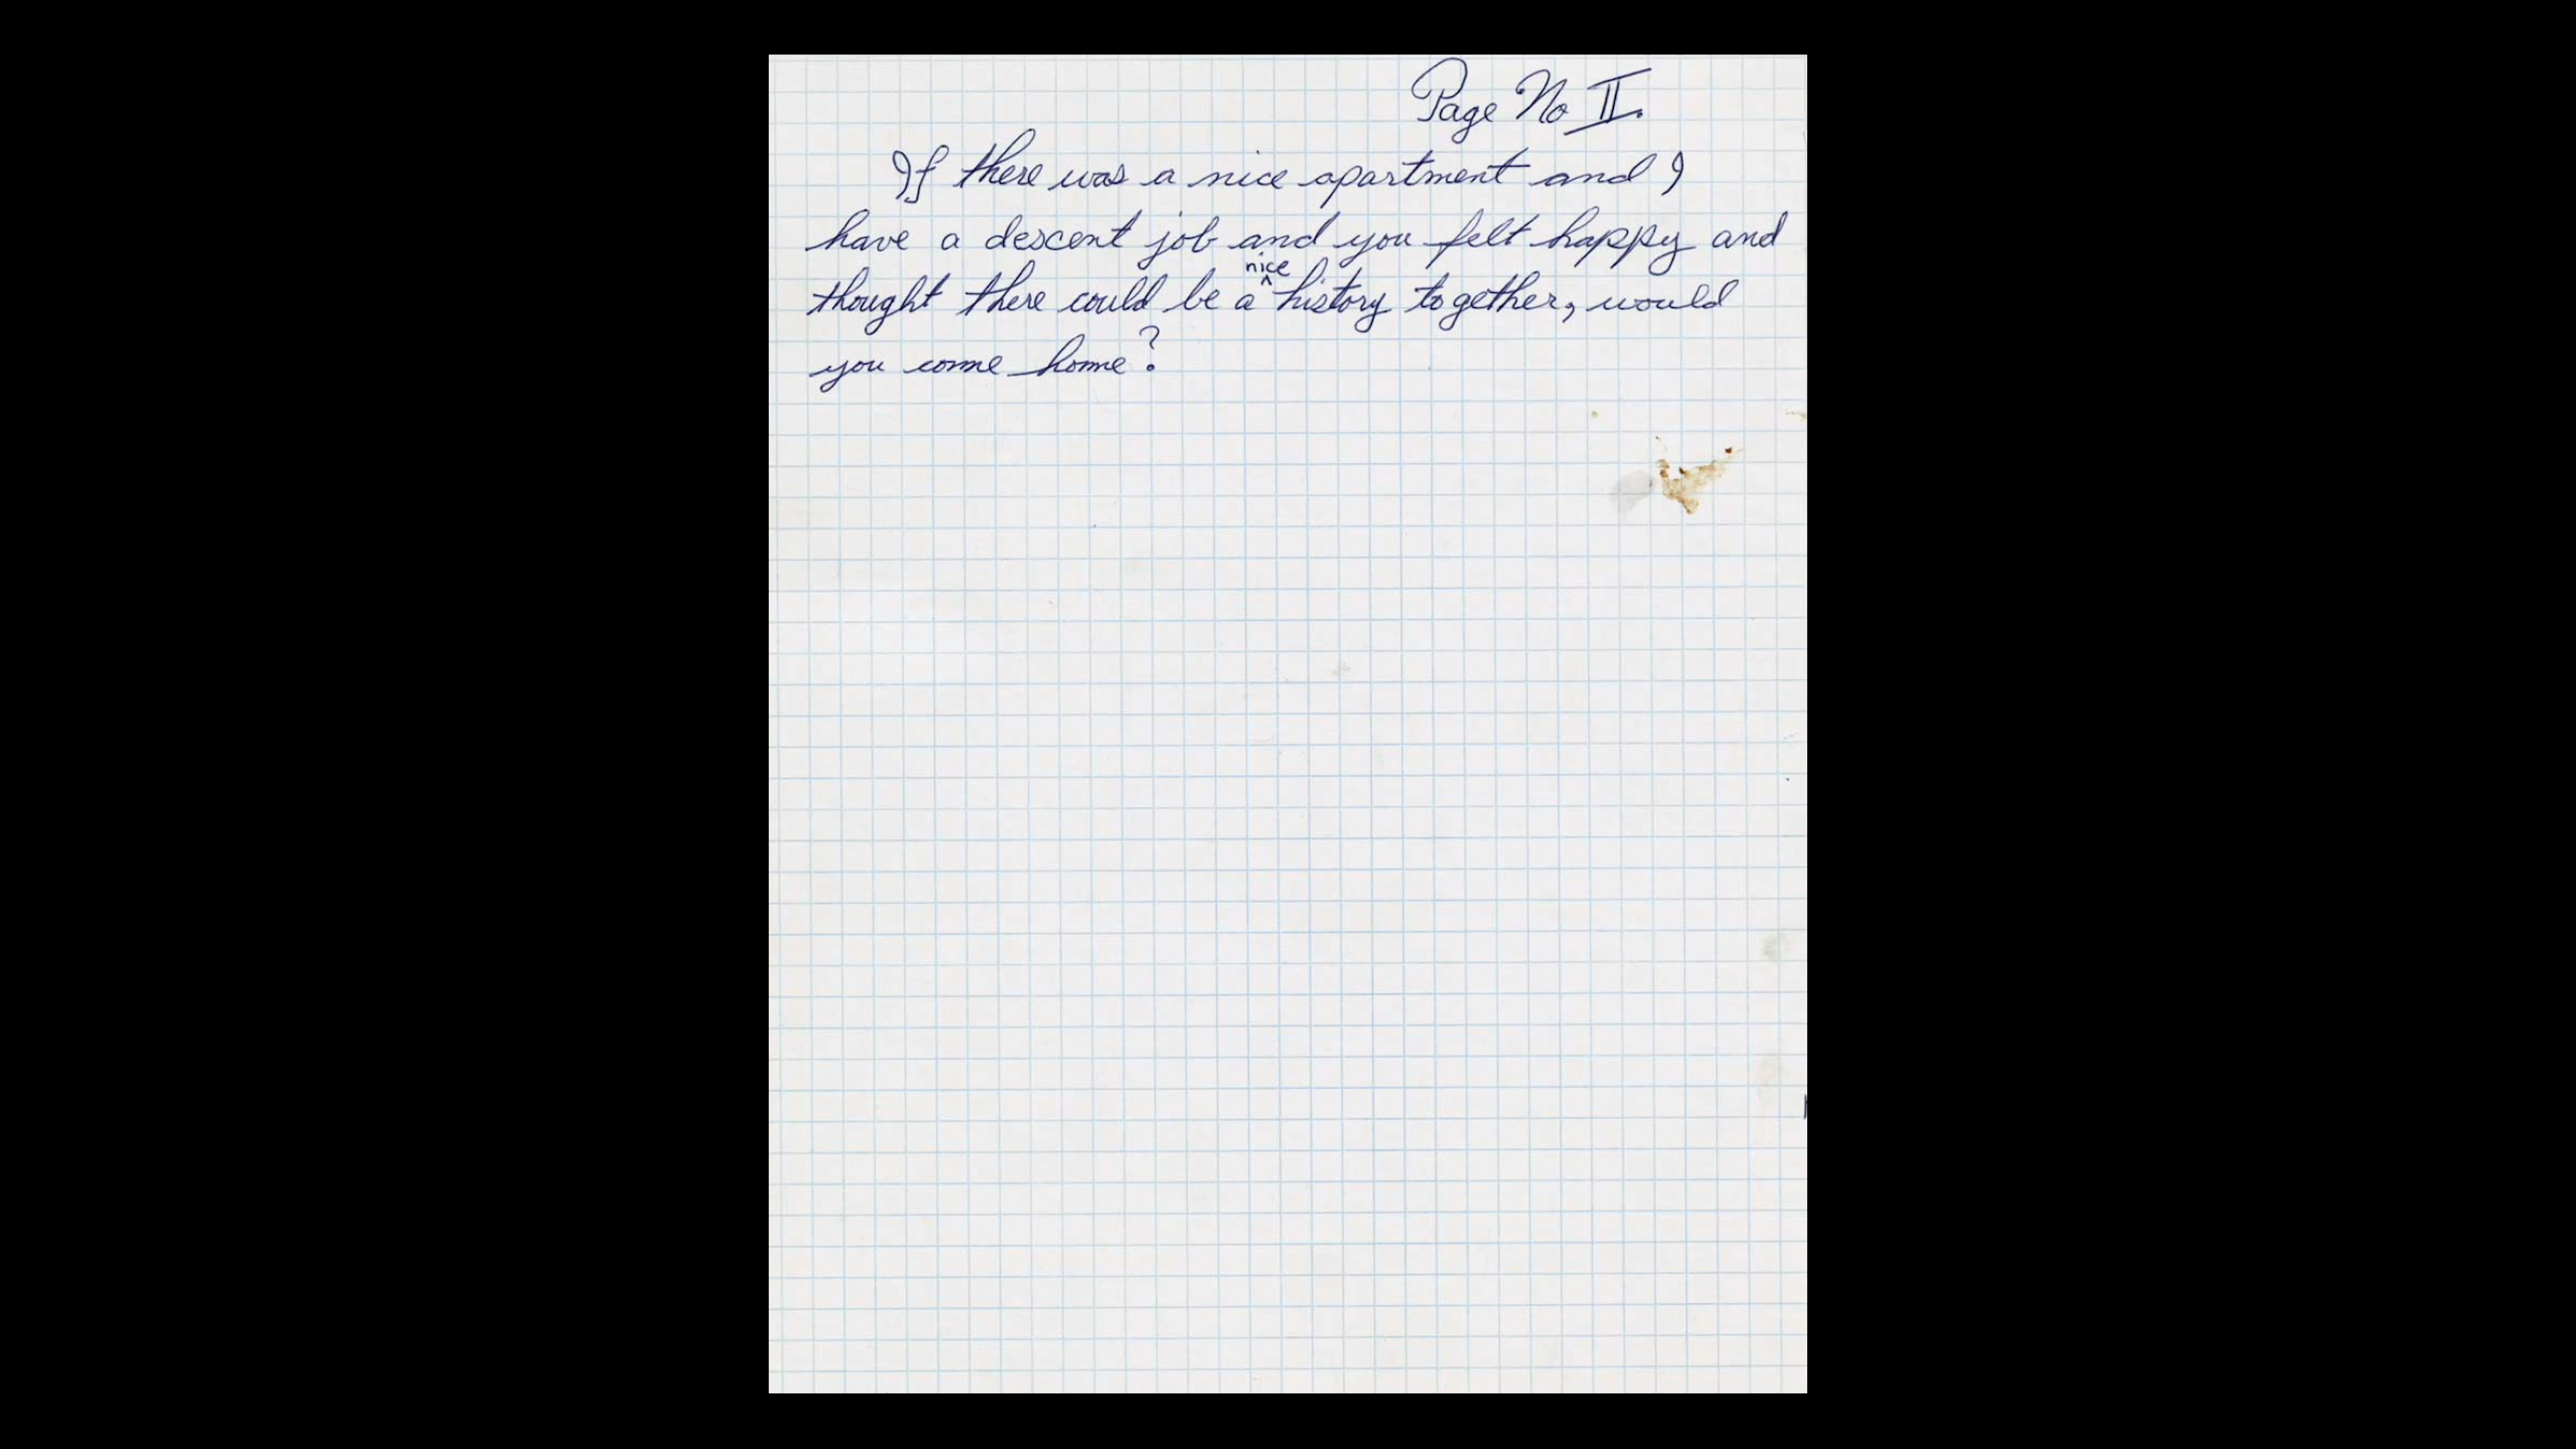 Page No II.
If there was a nice apartment and I
have a descent job and you felt happy and
nice
thought there could be a ^ history together, would
you come home?